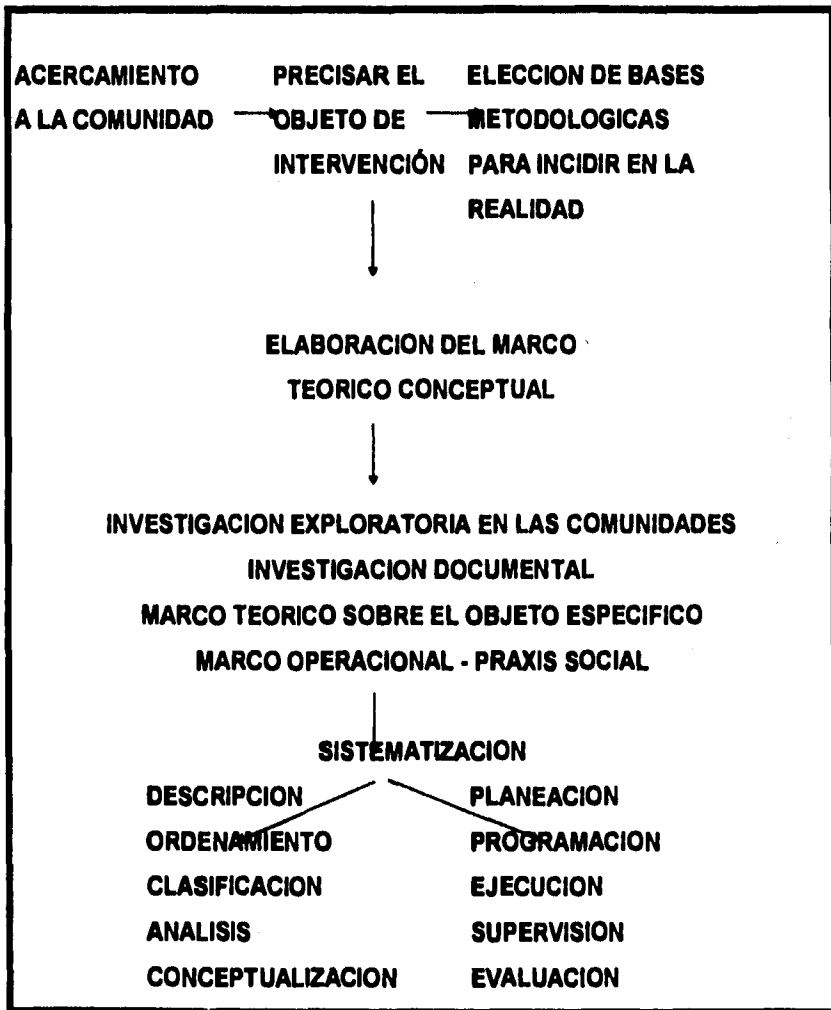 ACERCAMIENTO PRECISAR EL ELECCION DE BASES
A LA COMUNIDAD OBJETO DE METODOLOGICAS
INTERVENCIÓN PARA INCIDIR EN LA
REALIDAD
ELABORACION DEL MARCO
TEORICO CONCEPTUAL
INVESTIGACION EXPLORATORIA EN LAS COMUNIDADES
INVESTIGACION DOCUMENTAL
MARCO TEORICO SOBRE EL OBJETO ESPECIFICO
MARCO OPERACIONAL - PRAXIS SOCIAL
SISTEMATIZACION
DESCRIPCION PLANEACION
ORDENAMIENTO PROGRAMACION
CLASIFICACION EJECUCION
ANALISIS SUPERVISION
CONCEPTUALIZACION EVALUACION